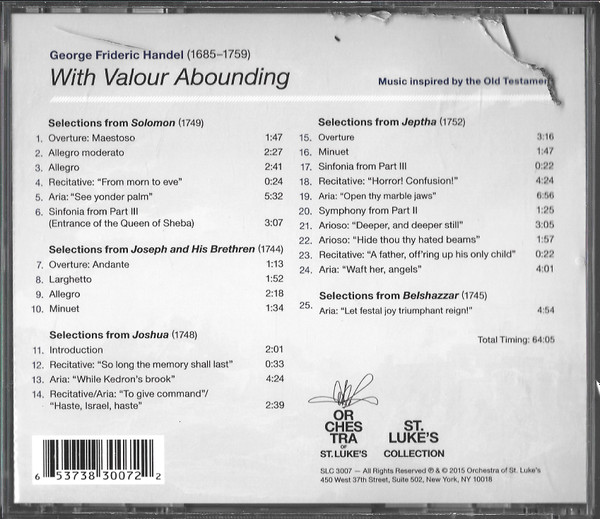 George Frideric Handel (1685–1759)
With Valour Abounding
Music inspired by the Old Testament
Selections from Solomon (1749)
1. Overture: Maestoso 1:47
2. Allegro moderato 2:27
3. Allegro 2:41
4. Recitative: “From morn to eve” 0:24
5. Aria: “See yonder palm” 5:32
6. Sinfonia from Part III
(Entrance of the Queen of Sheba) 3:07
Selections from Joseph and His Brethren (1744)
7. Overture: Andante 1:13
8. Larghetto 1:52
9. Allegro 2:18
10. Minuet 1:34
Selections from Joshua (1748)
11. Introduction 2:01
12. Recitative: “So long the memory shall last” 0:33
13. Aria: “While Kedron’s brook” 4:24
14. Recitative/Aria: “To give command”/
“Haste, Israel, haste” 2:39
Selections from Jeptha (1752)
15. Overture 3:16
16. Minuet 1:47
17. Sinfonia from Part III 0:22
18. Recitative: “Horror! Confusion!” 4:24
19. Aria: “Open thy marble jaws” 6:56
20. Symphony from Part II 1:25
21. Arioso: “Deeper, and deeper still” 3:05
22. Arioso: “Hide thou thy hated beams” 1:57
23. Recitative: “A father, off’ring up his only child” 0:22
24. Aria: “Waft her, angels” 4:01
Selections from Belshazzar (1745)
25. Aria: “Let festal joy triumphant reign!” 4:54
Total Timing: 64:05
OR
CHES
TRA
OF
ST. LUKE’S
ST.
LUKE’S
COLLECTION
SLC 3007 — All Rights Reserved ℗ & © 2015 Orchestra of St. Luke’s
450 West 37th Street, Suite 502, New York, NY 10018
6 53738 30072 2